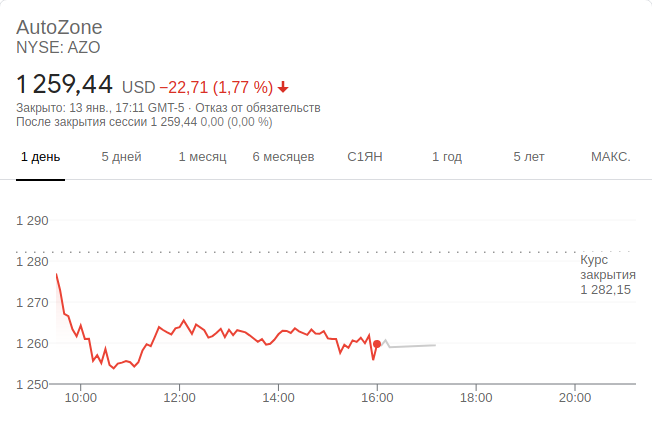 AutoZone
NYSE: AZO
1 259,44 USD −22,71 (1,77 %)
Закрыто: 13 янв., 17:11 GMT-5 · Отказ от обязательств
После закрытия сессии 1 259,44 0,00 (0,00 %)
1 день 5 дней 1 месяц 6 месяцев С1ЯН 1 год 5 лет МАКС.
1 290
1 280
1 270
1 260
1 250
Курс
закрытия
1 282,15
10:00 12:00 14:00 16:00 18:00 20:00